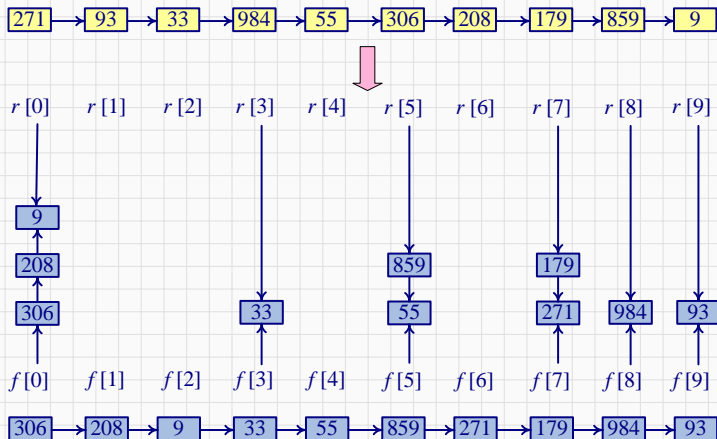 271 93 33 984 55 306 208 179 859 9
r [0] r [1] r [2] r [3] r [4] r [5] r [6] r [7] r [8] r [9]
9
208 859 179
306 33 55 271 984 93
f [0] f [1] f [2] f [3] f [4] f [5] f [6] f [7] f [8] f [9]
306 208 9 33 55 859 271 179 984 93